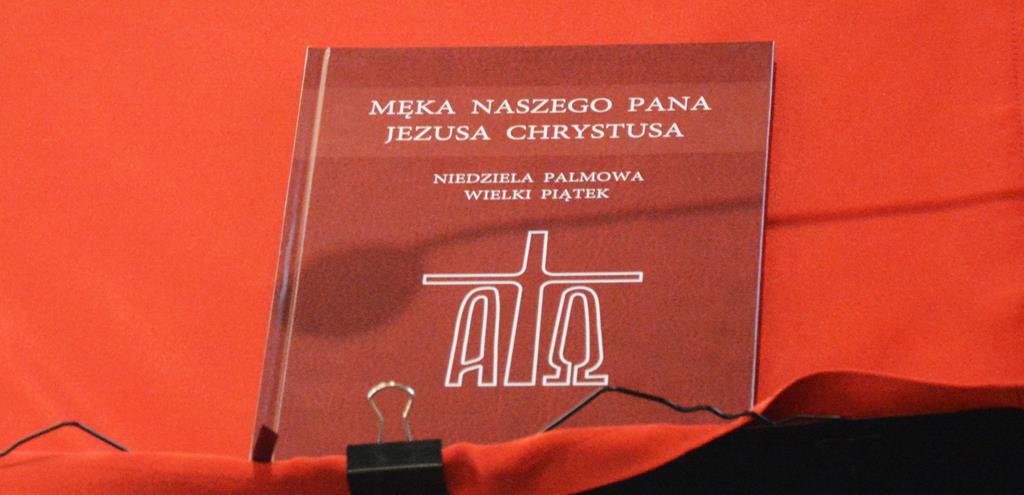 MĘKA NASZEGO PANA
JEZUSA CHRYSTUSA
NIEDZIELA PALMOWA
WIELKI PIĄTEK
Α Ω